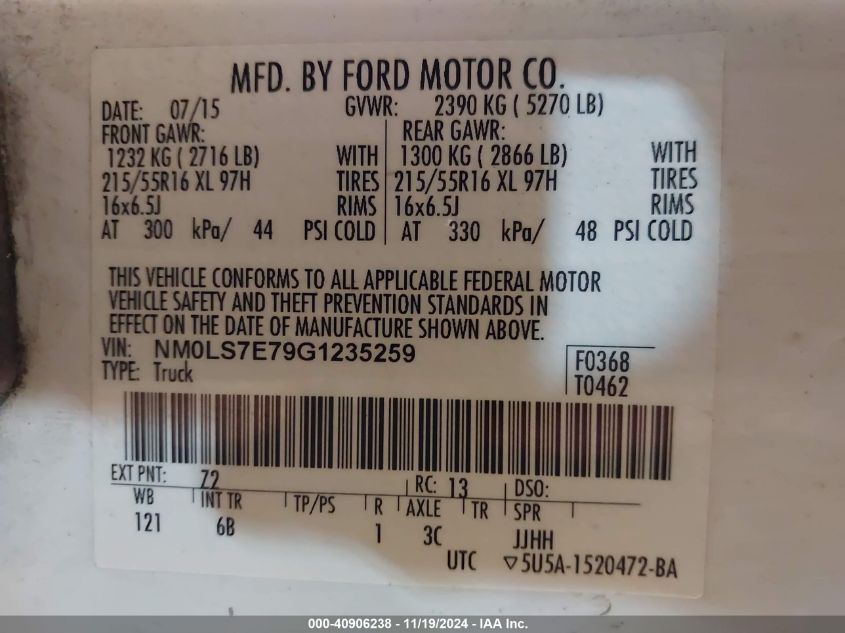 MFD. BY FORD MOTOR CO.
DATE: 07/15 GVWR: 2390 KG ( 5270 LB)
FRONT GAWR: REAR GAWR:
1232 KG ( 2716 LB) WITH 1300 KG ( 2866 LB) WITH
215/55R16 XL 97H TIRES 215/55R16 XL 97H TIRES
16x6.5J RIMS 16x6.5J RIMS
AT 300 kPa/ 44 PSI COLD AT 330 kPa/ 48 PSI COLD
THIS VEHICLE CONFORMS TO ALL APPLICABLE FEDERAL MOTOR
VEHICLE SAFETY AND THEFT PREVENTION STANDARDS IN
EFFECT ON THE DATE OF MANUFACTURE SHOWN ABOVE.
VIN: NM0LS7E79G1235259 F0368
TYPE: Truck T0462
EXT PNT: Z2 RC: 13 DSO:
WB INT TR TP/PS R AXLE TR SPR
121 6B 1 3C JJHH
UTC ▽5U5A-1520472-BA
000-40906238 - 11/19/2024 - IAA Inc.